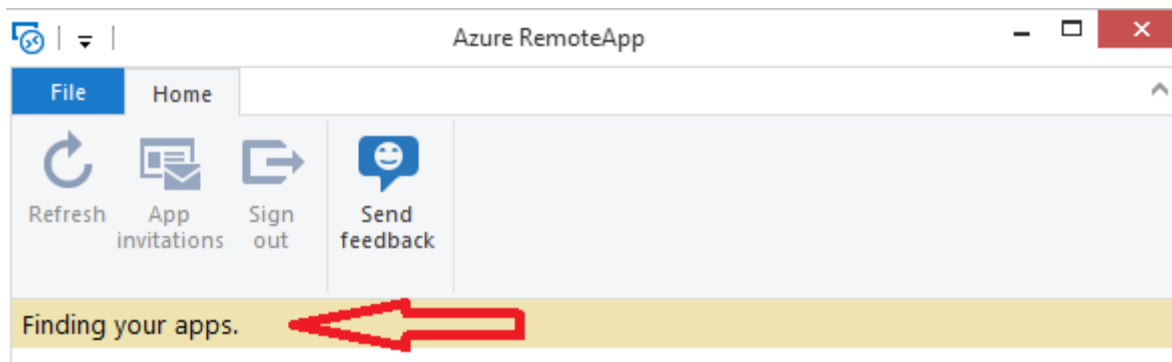 Azure RemoteApp
File
Home
Refresh
App
invitations
Sign
out
Send
feedback
Finding your apps.